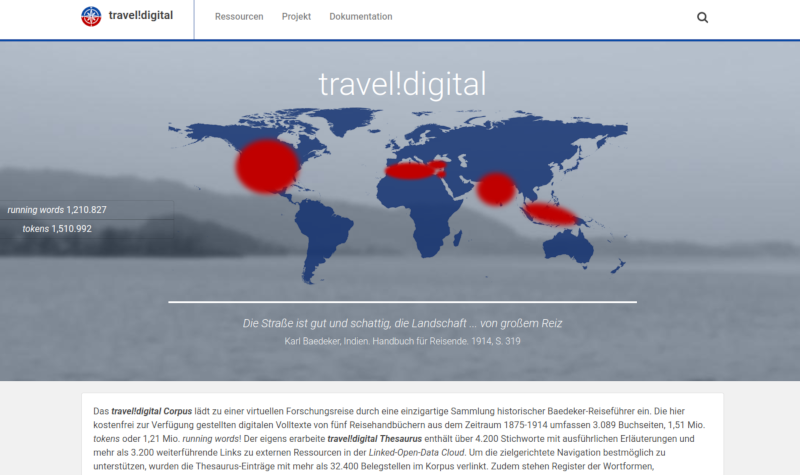 travel!digital
Ressourcen
Projekt
Dokumentation
travel!digital
running words 1,210.827
tokens 1,510.992
Die Straße ist gut und schattig, die Landschaft ... von großem Reiz
Karl Baedeker, Indien. Handbuch für Reisende. 1914, S. 319
Das travel!digital Corpus lädt zu einer virtuellen Forschungsreise durch eine einzigartige Sammlung historischer Baedeker-Reiseführer ein. Die hier
kostenfrei zur Verfügung gestellten digitalen Volltexte von fünf Reisehandbüchern aus dem Zeitraum 1875-1914 umfassen 3.089 Buchseiten, 1,51 Mio.
tokens oder 1,21 Mio. running words! Der eigens erarbeite travel!digital Thesaurus enthält über 4.200 Stichworte mit ausführlichen Erläuterungen und
mehr als 3.200 weiterführende Links zu externen Ressourcen in der Linked-Open-Data Cloud. Um die zielgerichtete Navigation bestmöglich zu
unterstützen, wurden die Thesaurus-Einträge mit mehr als 32.400 Belegstellen im Korpus verlinkt. Zudem stehen Register der Wortformen,